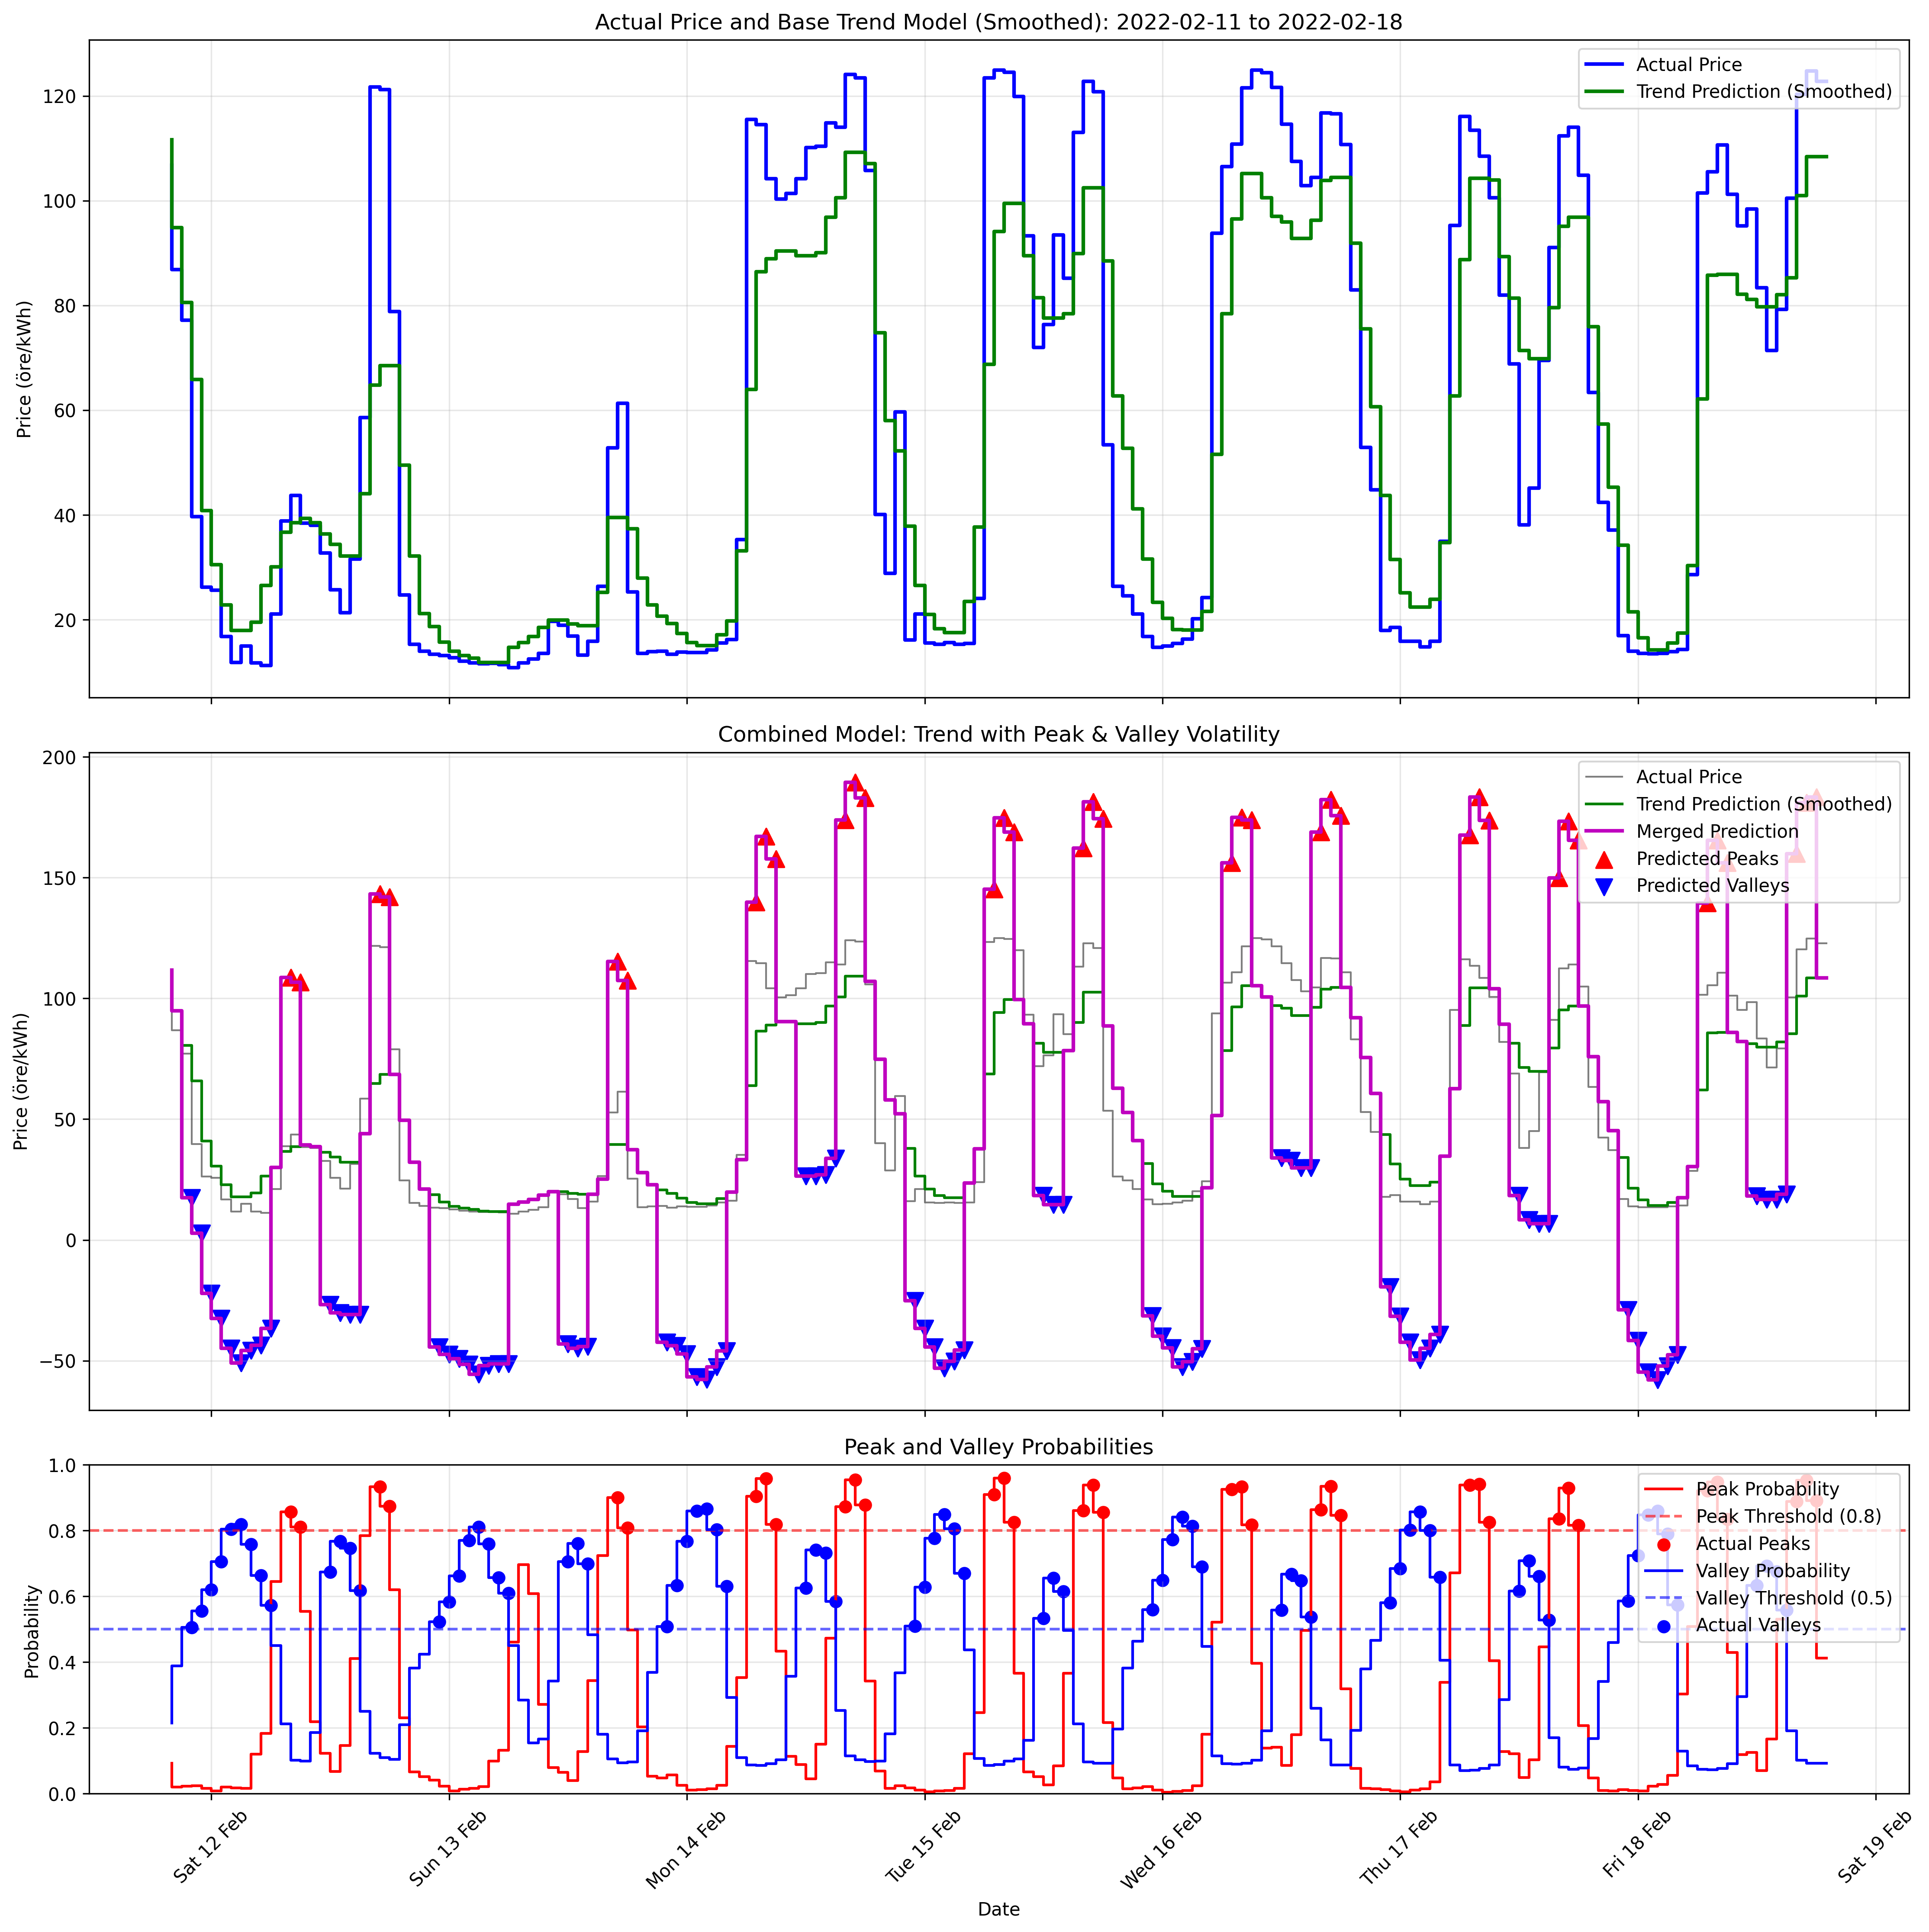 Actual Price and Base Trend Model (Smoothed): 2022-02-11 to 2022-02-18
Price (öre/kWh)
120
100
80
60
40
20
Actual Price
Trend Prediction (Smoothed)
Combined Model: Trend with Peak & Valley Volatility
Price (öre/kWh)
200
150
100
50
0
−50
Actual Price
Trend Prediction (Smoothed)
Merged Prediction
Predicted Peaks
Predicted Valleys
Peak and Valley Probabilities
Probability
1.0
0.8
0.6
0.4
0.2
0.0
Peak Probability
Peak Threshold (0.8)
Actual Peaks
Valley Probability
Valley Threshold (0.5)
Actual Valleys
Sat 12 Feb
Sun 13 Feb
Mon 14 Feb
Tue 15 Feb
Wed 16 Feb
Thu 17 Feb
Fri 18 Feb
Sat 19 Feb
Date